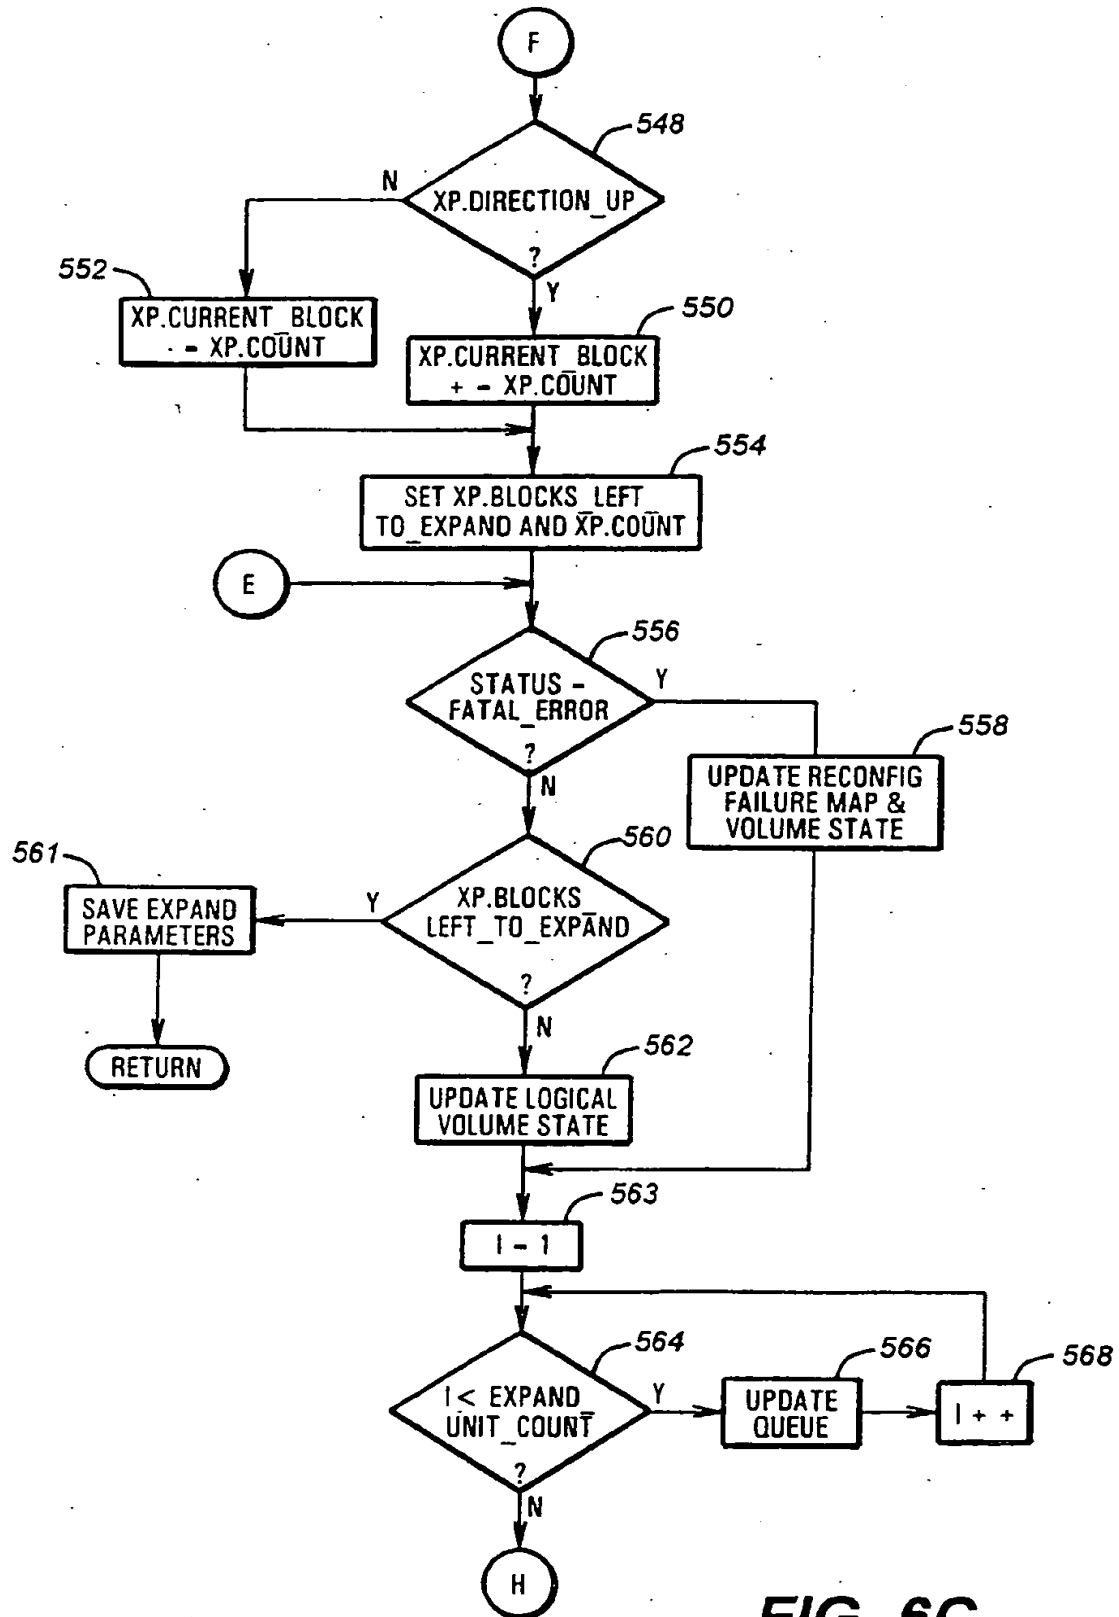 F
548
N
XP.DIRECTION_UP
?
Y
552
XP.CURRENT_BLOCK
- - XP.COUNT
550
XP.CURRENT_BLOCK
+ - XP.COUNT
554
SET XP.BLOCKS_LEFT_
TO_EXPAND AND XP.COUNT
E
556
STATUS -
FATAL_ERROR
?
Y
N
558
UPDATE RECONFIG
FAILURE MAP &
VOLUME STATE
560
XP.BLOCKS
LEFT_TO_EXPAND
?
Y
N
561
SAVE EXPAND
PARAMETERS
RETURN
562
UPDATE LOGICAL
VOLUME STATE
563
I - 1
564
I < EXPAND_
UNIT_COUNT
?
Y
N
566
UPDATE
QUEUE
568
I + +
H
FIG. 6C